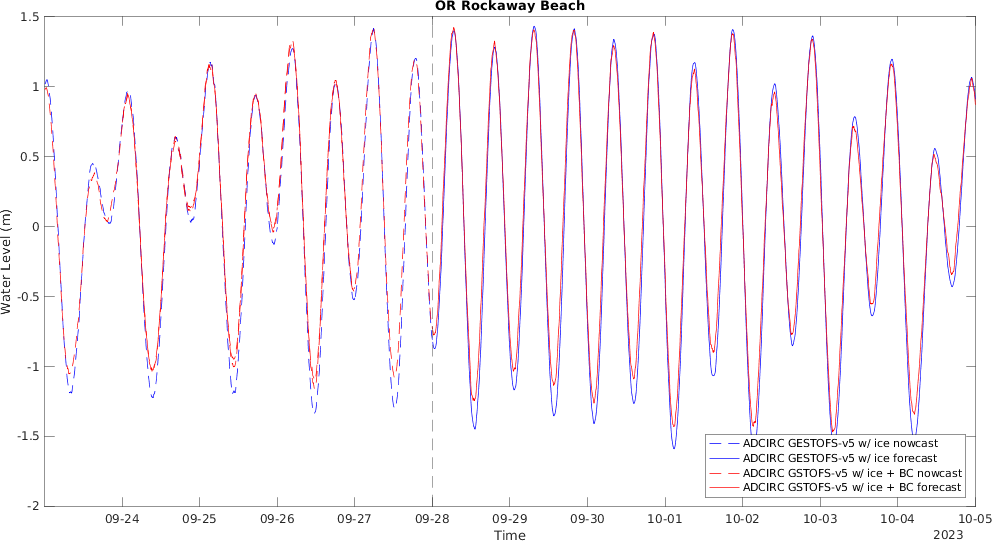 OR Rockaway Beach
1.5
1
0.5
0
-0.5
-1
-1.5
-2
Water Level (m)
09-24 09-25 09-26 09-27 09-28 09-29 09-30 10-01 10-02 10-03 10-04 10-05
Time
2023
ADCIRC GESTOFS-v5 w/ ice nowcast
ADCIRC GESTOFS-v5 w/ ice forecast
ADCIRC GSTOFS-v5 w/ ice + BC nowcast
ADCIRC GSTOFS-v5 w/ ice + BC forecast